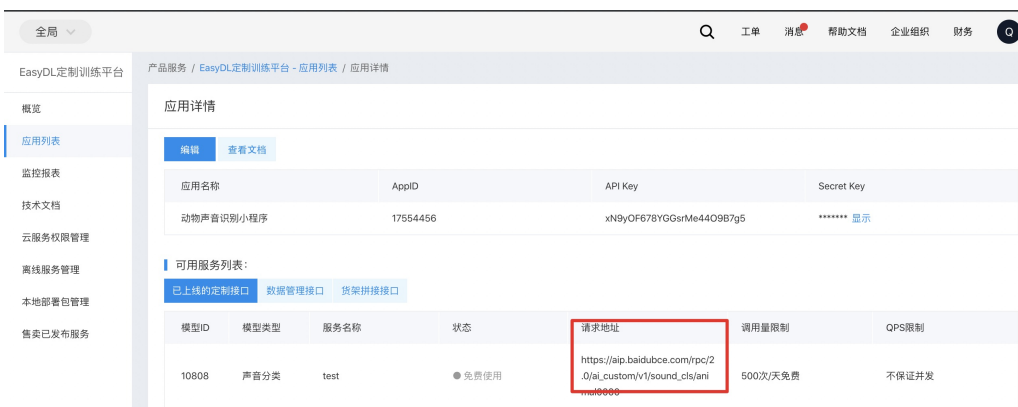 全局
工单 消息 帮助文档 企业组织 财务 Q
EasyDL定制训练平台
产品服务 / EasyDL定制训练平台 - 应用列表 / 应用详情
概览
应用列表
监控报表
技术文档
云服务权限管理
离线服务管理
本地部署包管理
售卖已发布服务
应用详情
编辑 查看文档
应用名称 AppID API Key Secret Key
动物声音识别小程序 17554456 xN9yOF678YGGsrMe44O9B7g5 ******* 显示
可用服务列表：
已上线的定制接口 数据管理接口 货架拼接接口
模型ID 模型类型 服务名称 状态 请求地址 调用量限制 QPS限制
10808 声音分类 test 免费使用 https://aip.baidubce.com/rpc/2 500次/天免费 不保证并发
.0/ai_custom/v1/sound_cls/ani